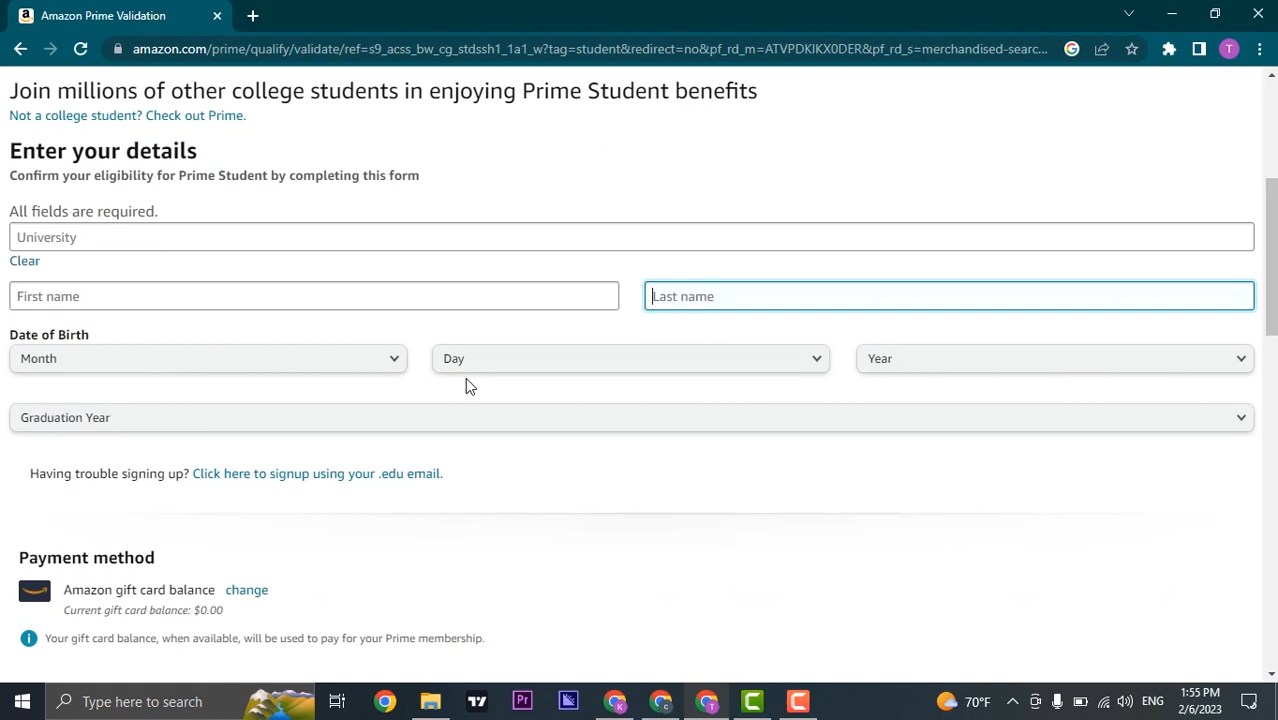 Amazon Prime Validation
amazon.com/prime/qualify/validate/ref=s9_acss_bw_cg_stdssh1_1a1_w?tag=student&redirect=no&pf_rd_m=ATVPDKIKX0DER&pf_rd_s=merchandised-searc...
T
Join millions of other college students in enjoying Prime Student benefits
Not a college student? Check out Prime.
Enter your details
Confirm your eligibility for Prime Student by completing this form
All fields are required.
University
Clear
First name Last name
Date of Birth
Month Day Year
Graduation Year
Having trouble signing up? Click here to signup using your .edu email.
Payment method
Amazon gift card balance change
Current gift card balance: $0.00
Your gift card balance, when available, will be used to pay for your Prime membership.
Type here to search Pr K c T C C 70°F ENG 1:55 PM
2/6/2023